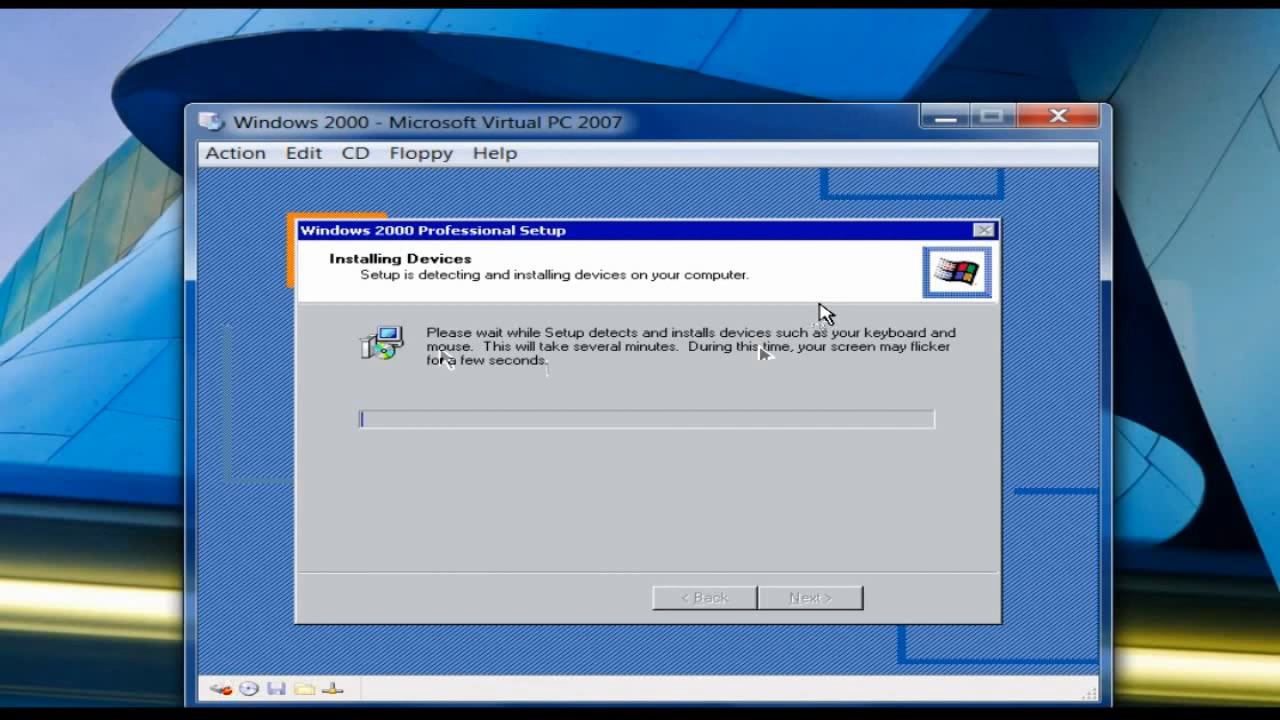 Windows 2000 - Microsoft Virtual PC 2007
Action Edit CD Floppy Help
Windows 2000 Professional Setup
Installing Devices
Setup is detecting and installing devices on your computer.
Please wait while Setup detects and installs devices such as your keyboard and
mouse. This will take several minutes. During this time, your screen may flicker
for a few seconds.
< Back Next >